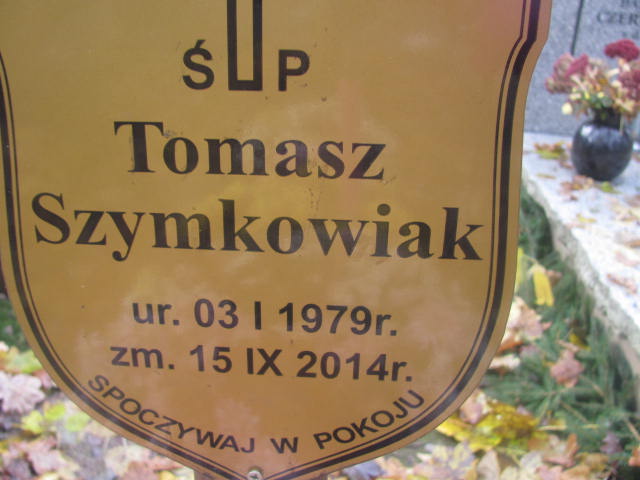 Ś P
Tomasz
Szymkowiak
ur. 03 I 1979r.
zm. 15 IX 2014r.
SPOCZYWAJ W POKOJU